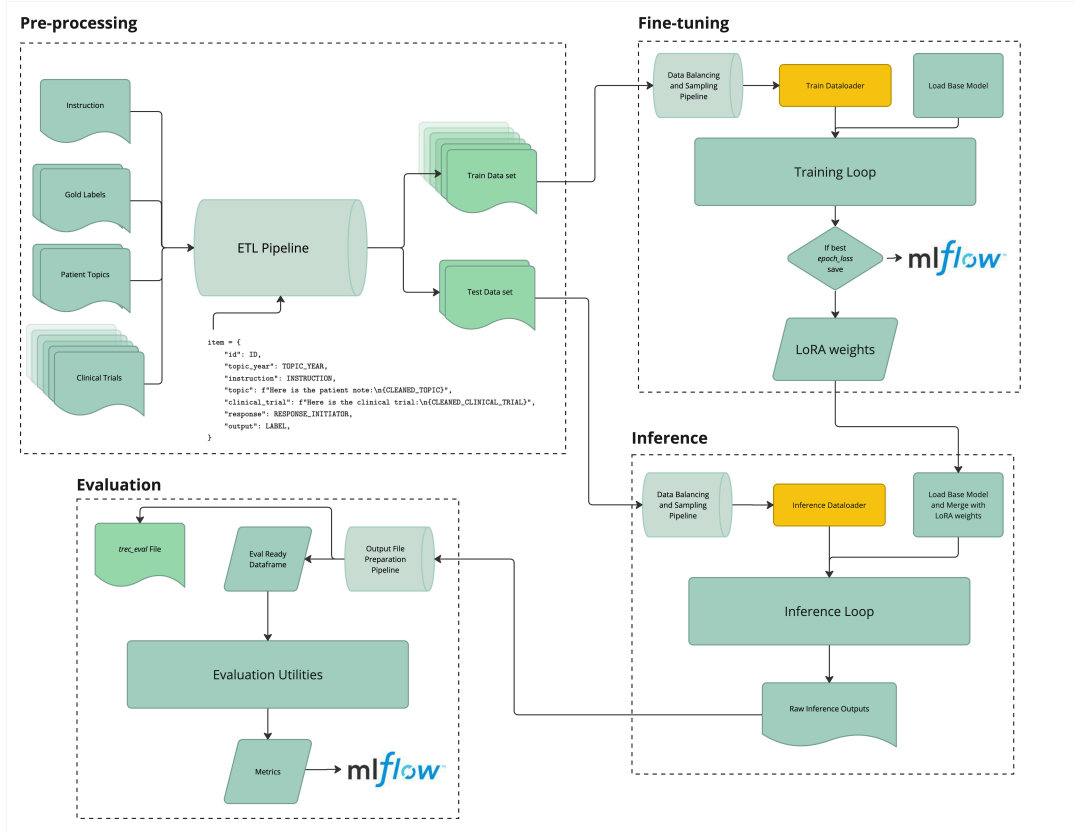 Pre-processing
Instruction
Gold Labels
Patient Topics
Clinical Trials
ETL Pipeline
item = {
"id": ID,
"topic_year": TOPIC_YEAR,
"instruction": INSTRUCTION,
"topic": f"Here is the patient note:\n{CLEANED_TOPIC}",
"clinical_trial": f"Here is the clinical trial:\n{CLEANED_CLINICAL_TRIAL}",
"response": RESPONSE_INITIATOR,
"output": LABEL,
}
Train Data set
Test Data set
Fine-tuning
Data Balancing
and Sampling
Pipeline
Train Dataloader
Load Base Model
Training Loop
If best
epoch_loss
save
mlflow™
LoRA weights
Inference
Data Balancing
and Sampling
Pipeline
Inference Dataloader
Load Base Model
and Merge with
LoRA weights
Inference Loop
Raw Inference Outputs
Evaluation
trec_eval File
Eval Ready
Dataframe
Output File
Preparation
Pipeline
Evaluation Utilities
Metrics
mlflow™